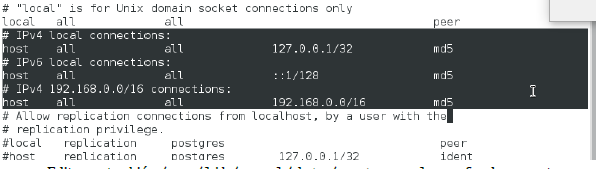 # "local" is for Unix domain socket connections only
local   all             all                                     peer
# IPv4 local connections:
host    all             all             127.0.0.1/32            md5
# IPv6 local connections:
host    all             all             ::1/128                 md5
# IPv4 192.168.0.0/16 connections:
host    all             all             192.168.0.0/16          md5
# Allow replication connections from localhost, by a user with the
# replication privilege.
#local   replication     postgres                                peer
#host    replication     postgres        127.0.0.1/32            ident